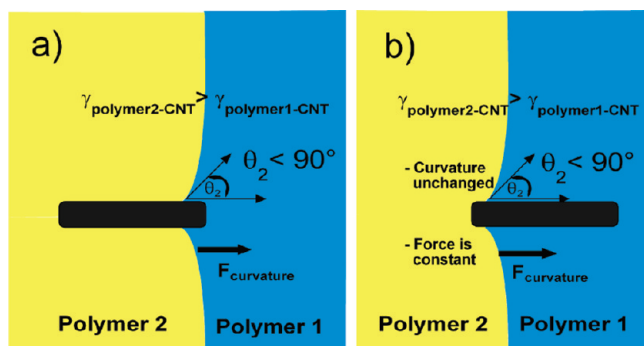 a)
γpolymer2-CNT > γpolymer1-CNT
θ2 < 90°
θ2
Fcurvature
Polymer 2 Polymer 1
b)
γpolymer2-CNT > γpolymer1-CNT
- Curvature
unchanged
θ2 < 90°
θ2
- Force is
constant
Fcurvature
Polymer 2 Polymer 1